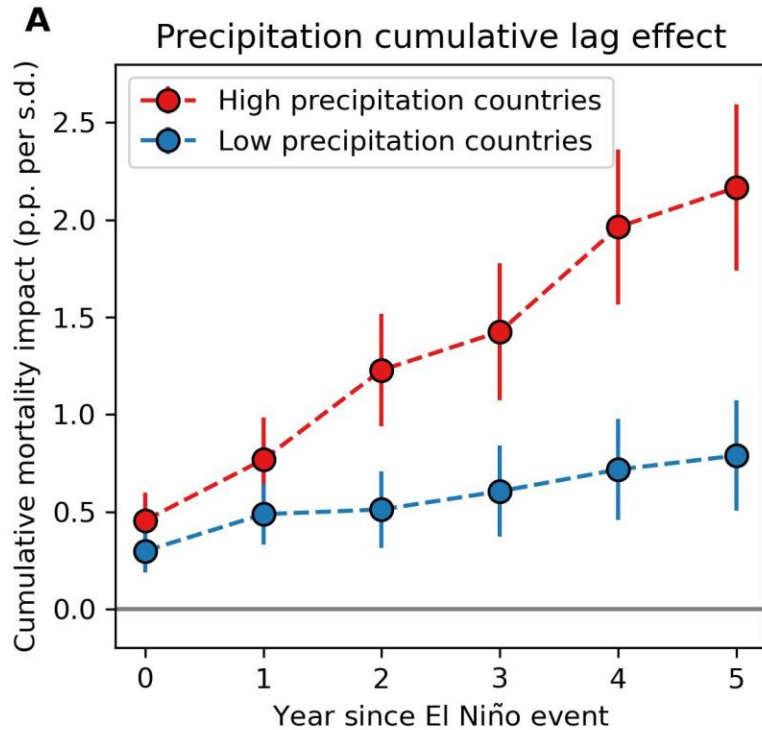 A
Precipitation cumulative lag effect
High precipitation countries
Low precipitation countries
Cumulative mortality impact (p.p. per s.d.)
2.5
2.0
1.5
1.0
0.5
0.0
0 1 2 3 4 5
Year since El Niño event